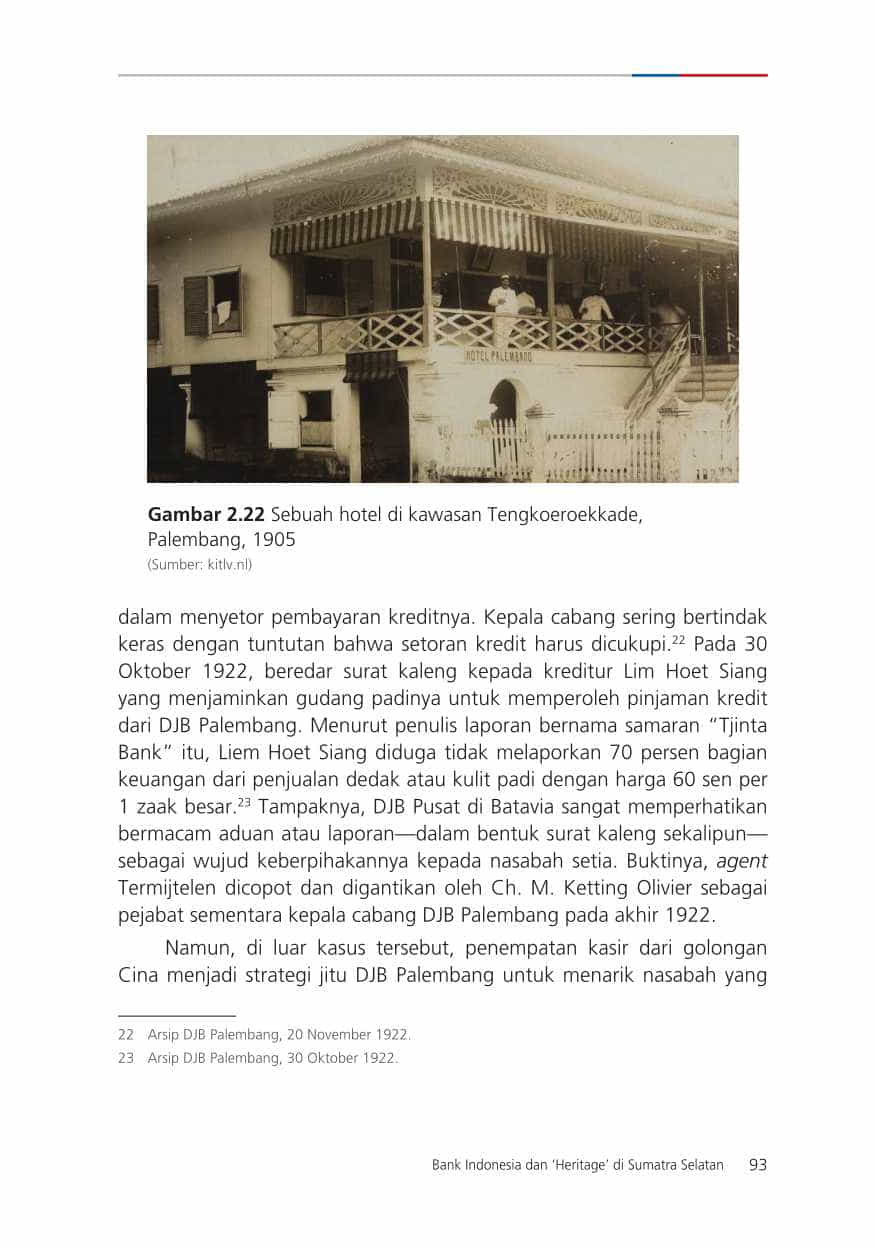 HOTEL PALEMBANG
Gambar 2.22 Sebuah hotel di kawasan Tengkoeroekkade,
Palembang, 1905
(Sumber: kitlv.nl)
dalam menyetor pembayaran kreditnya. Kepala cabang sering bertindak
keras dengan tuntutan bahwa setoran kredit harus dicukupi.²² Pada 30
Oktober 1922, beredar surat kaleng kepada kreditur Lim Hoet Siang
yang menjaminkan gudang padinya untuk memperoleh pinjaman kredit
dari DJB Palembang. Menurut penulis laporan bernama samaran “Tjinta
Bank” itu, Liem Hoet Siang diduga tidak melaporkan 70 persen bagian
keuangan dari penjualan dedak atau kulit padi dengan harga 60 sen per
1 zaak besar.²³ Tampaknya, DJB Pusat di Batavia sangat memperhatikan
bermacam aduan atau laporan—dalam bentuk surat kaleng sekalipun—
sebagai wujud keberpihakannya kepada nasabah setia. Buktinya, agent
Termijtelen dicopot dan digantikan oleh Ch. M. Ketting Olivier sebagai
pejabat sementara kepala cabang DJB Palembang pada akhir 1922.
Namun, di luar kasus tersebut, penempatan kasir dari golongan
Cina menjadi strategi jitu DJB Palembang untuk menarik nasabah yang
22 Arsip DJB Palembang, 20 November 1922.
23 Arsip DJB Palembang, 30 Oktober 1922.
Bank Indonesia dan ‘Heritage’ di Sumatra Selatan 93